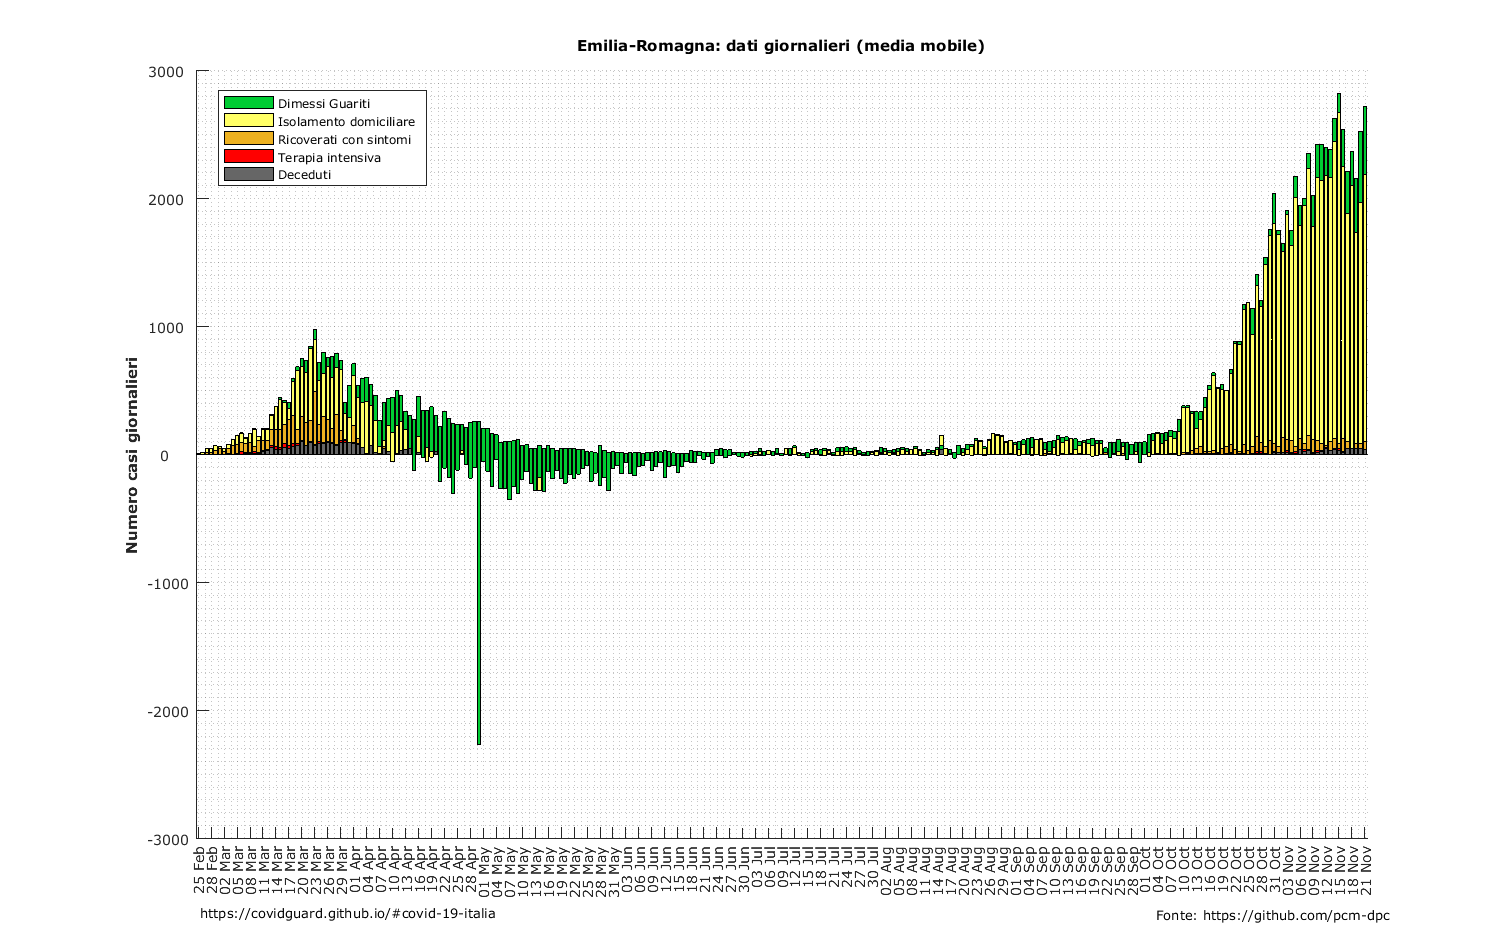 Emilia-Romagna: dati giornalieri (media mobile)
3000
2000
1000
0
-1000
-2000
-3000
Numero casi giornalieri
Dimessi Guariti
Isolamento domiciliare
Ricoverati con sintomi
Terapia intensiva
Deceduti
25 Feb
28 Feb
02 Mar
05 Mar
08 Mar
11 Mar
14 Mar
17 Mar
20 Mar
23 Mar
26 Mar
29 Mar
01 Apr
04 Apr
07 Apr
10 Apr
13 Apr
16 Apr
19 Apr
22 Apr
25 Apr
28 Apr
01 May
04 May
07 May
10 May
13 May
16 May
19 May
22 May
25 May
28 May
31 May
03 Jun
06 Jun
09 Jun
12 Jun
15 Jun
18 Jun
21 Jun
24 Jun
27 Jun
30 Jun
03 Jul
06 Jul
09 Jul
12 Jul
15 Jul
18 Jul
21 Jul
24 Jul
27 Jul
30 Jul
02 Aug
05 Aug
08 Aug
11 Aug
14 Aug
17 Aug
20 Aug
23 Aug
26 Aug
29 Aug
01 Sep
04 Sep
07 Sep
10 Sep
13 Sep
16 Sep
19 Sep
22 Sep
25 Sep
28 Sep
01 Oct
04 Oct
07 Oct
10 Oct
13 Oct
16 Oct
19 Oct
22 Oct
25 Oct
28 Oct
31 Oct
03 Nov
06 Nov
09 Nov
12 Nov
15 Nov
18 Nov
21 Nov
https://covidguard.github.io/#covid-19-italia
Fonte: https://github.com/pcm-dpc